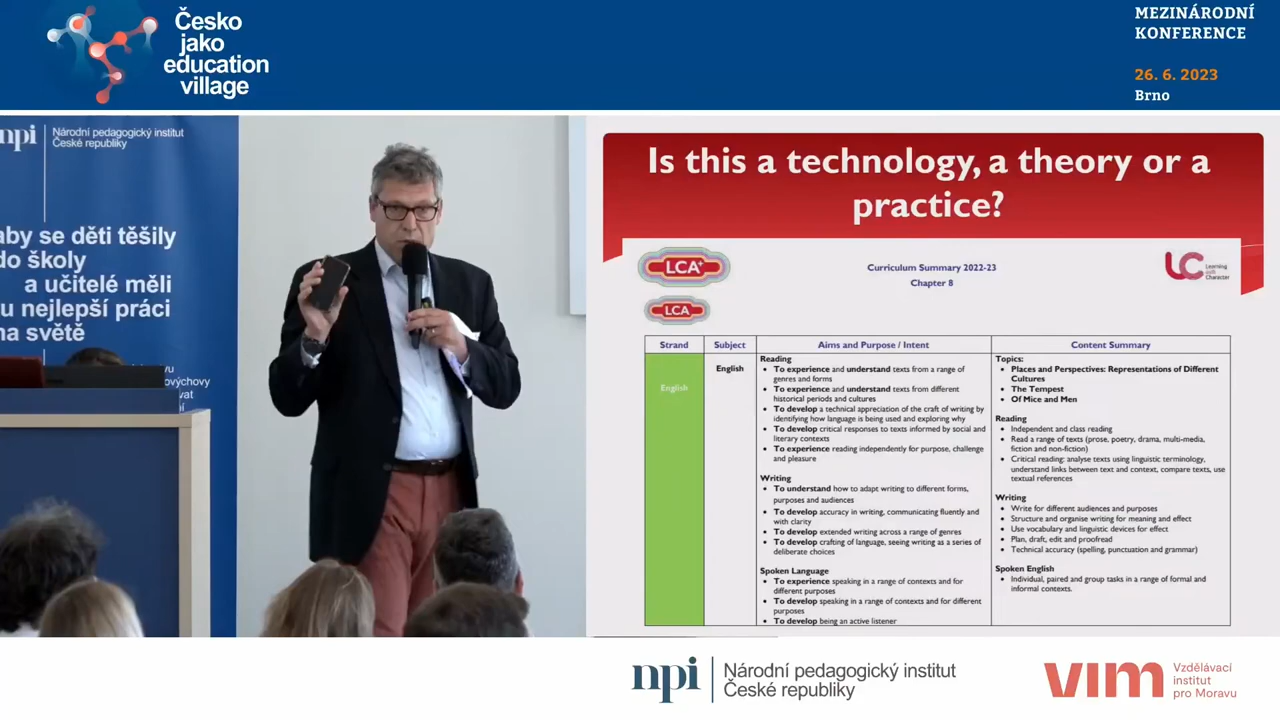 Česko
jako
education
village
MEZINÁRODNÍ
KONFERENCE
26. 6. 2023
Brno
npi
Národní pedagogický institut
České republiky
aby se děti těšily
do školy
a učitelé měli
u nejlepší práci
na světě
Is this a technology, a theory or a
practice?
LCA+
LCA
Curriculum Summary 2022-23
Chapter 8
LC Learning
with
Character
Strand Subject Aims and Purpose / Intent Content Summary
English
English
Reading
• To experience and understand texts from a range of
genres and forms
• To experience and understand texts from different
historical periods and cultures
• To develop a technical appreciation of the craft of writing by
identifying how language is being used and exploring why
• To develop critical responses to texts informed by social and
literary contexts
• To experience reading independently for purpose, challenge
and pleasure
Writing
• To understand how to adapt writing to different forms,
purposes and audiences
• To develop accuracy in writing, communicating fluently and
with clarity
• To develop extended writing across a range of genres
• To develop crafting of language, seeing writing as a series of
deliberate choices
Spoken Language
• To experience speaking in a range of contexts and for
different purposes
• To develop speaking in a range of contexts and for different
purposes
• To develop being an active listener
Topics:
• Places and Perspectives: Representations of Different
Cultures
• The Tempest
• Of Mice and Men
Reading
• Independent and class reading
• Read a range of texts (prose, poetry, drama, multi-media,
fiction and non-fiction)
• Critical reading: analyse texts using linguistic terminology,
understand links between text and context, compare texts, use
textual references
Writing
• Write for different audiences and purposes
• Structure and organise writing for meaning and effect
• Use vocabulary and linguistic devices for effect
• Plan, draft, edit and proofread
• Technical accuracy (spelling, punctuation and grammar)
Spoken English
• Individual, paired and group tasks in a range of formal and
informal contexts.
npi
Národní pedagogický institut
České republiky
vim
Vzdělávací
institut
pro Moravu